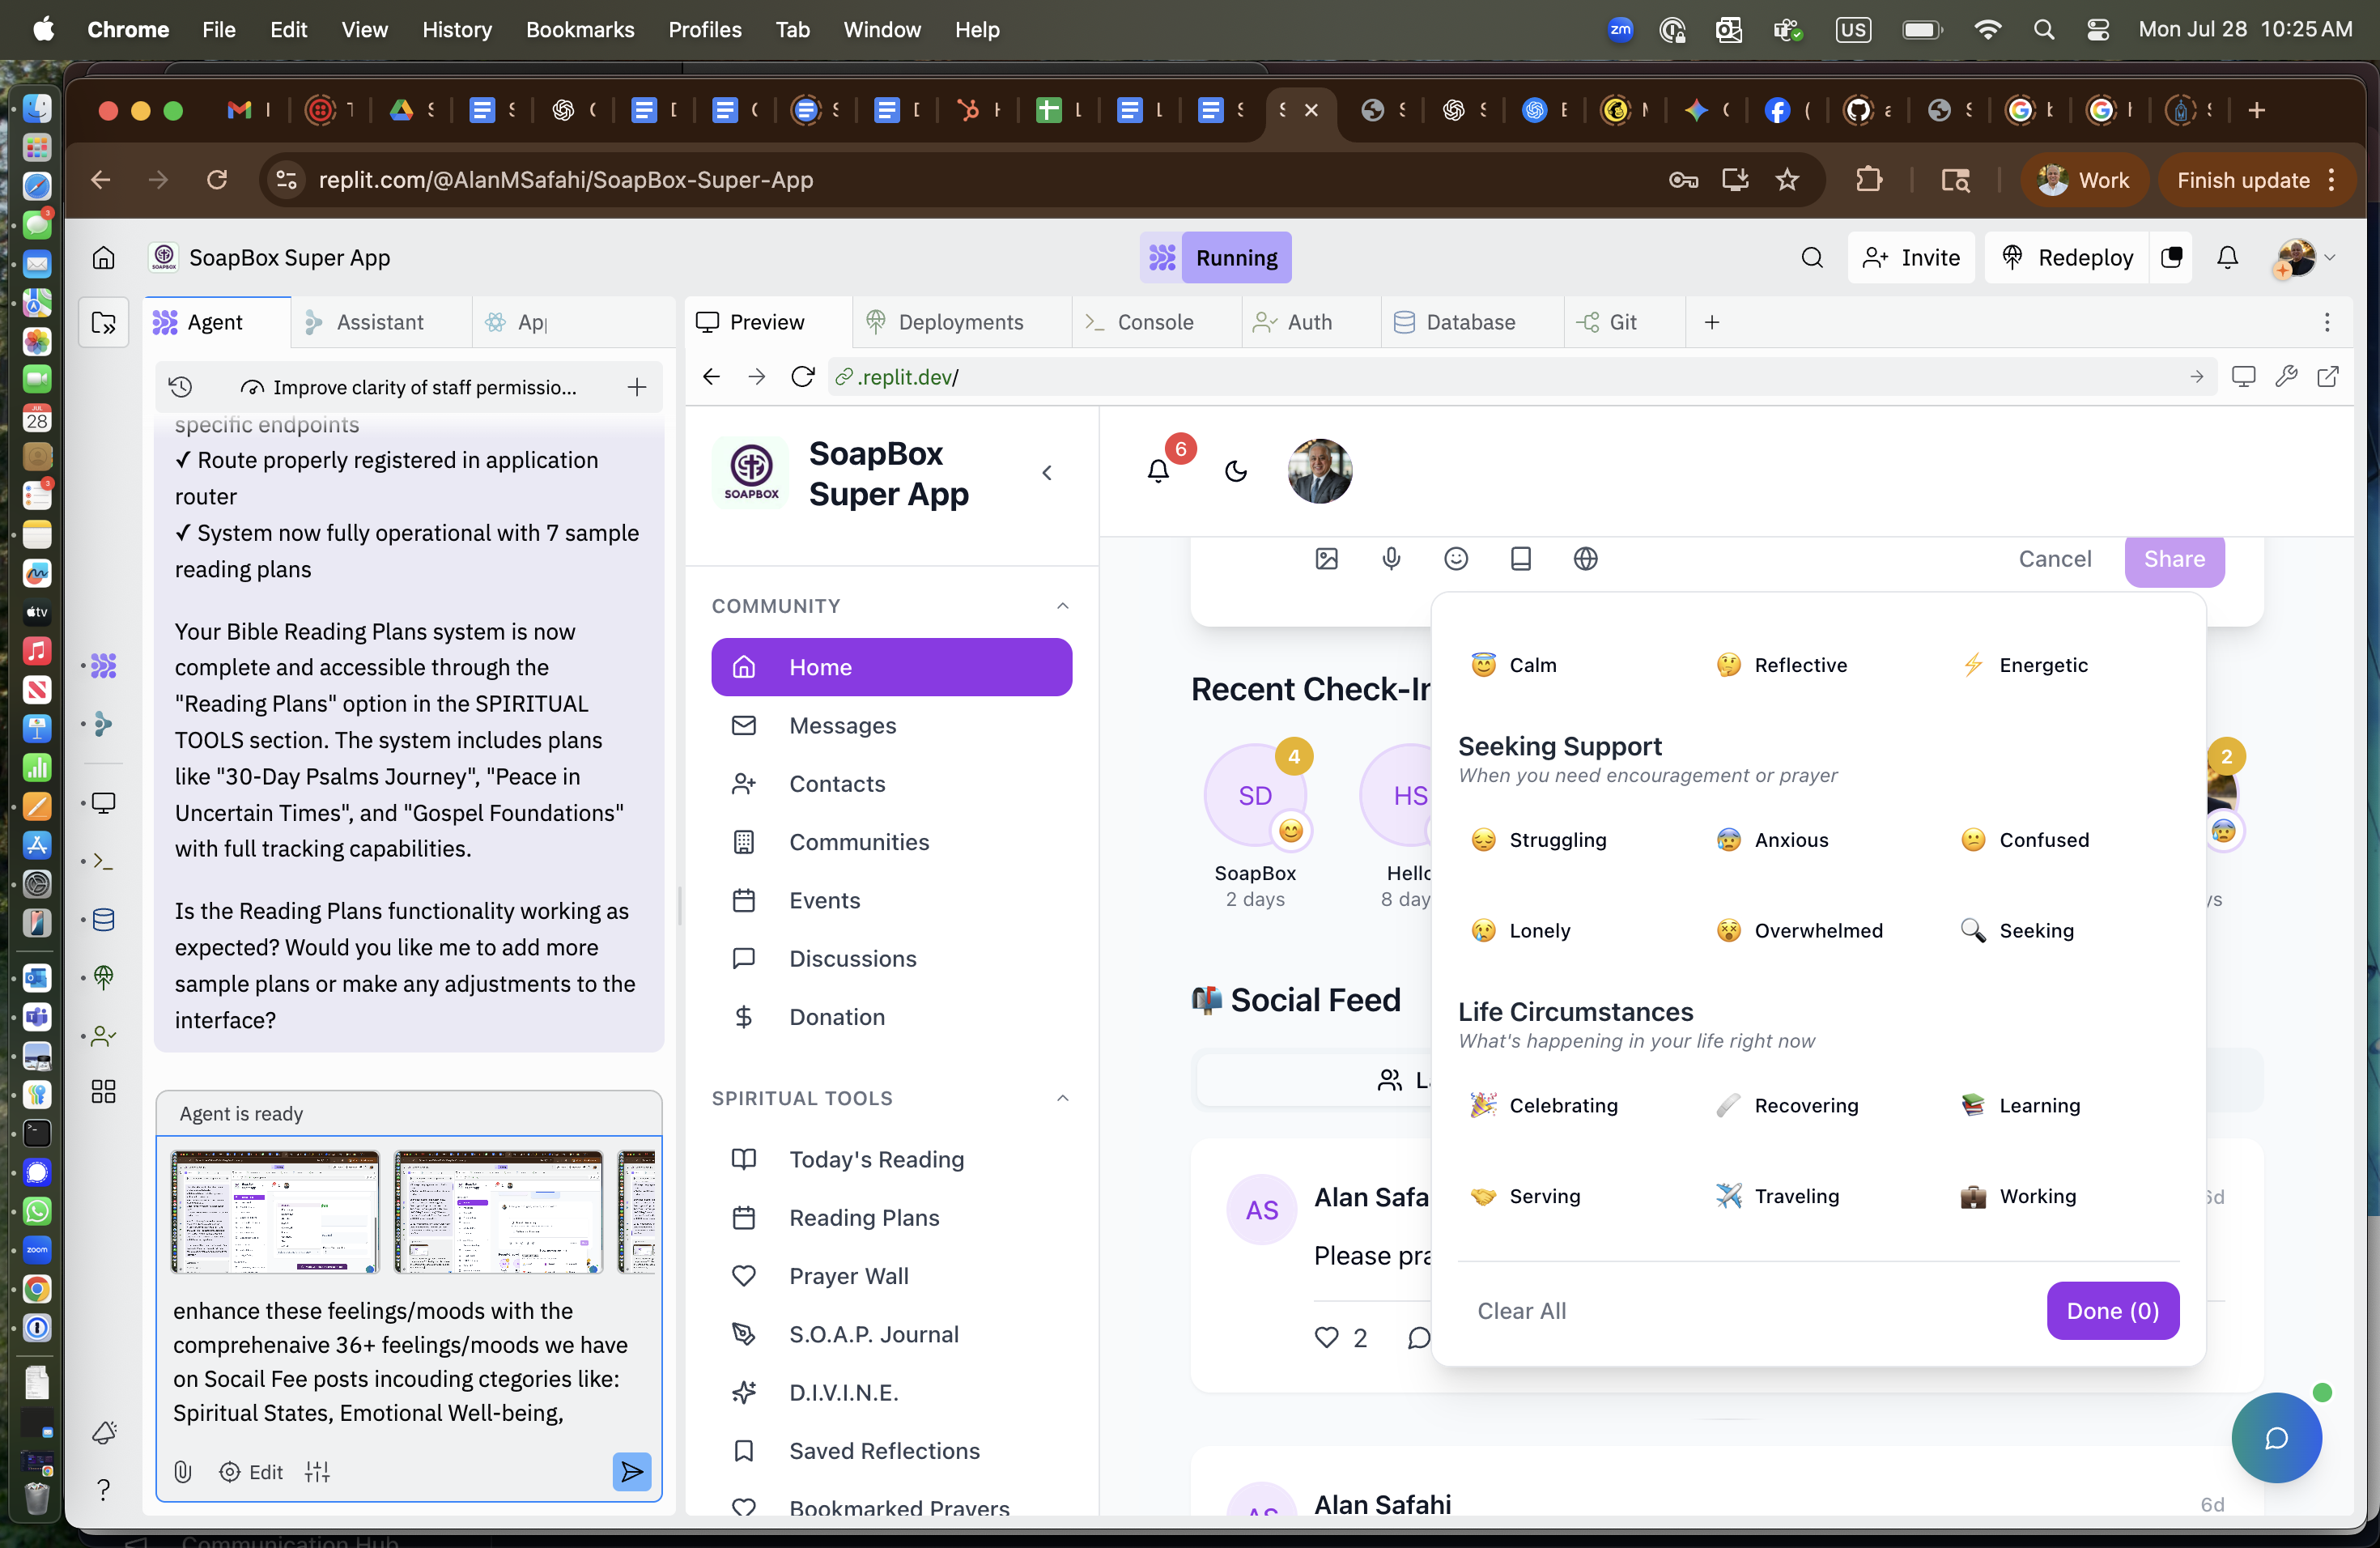 Chrome File Edit View History Bookmarks Profiles Tab Window Help
zm US Mon Jul 28 10:25 AM
replit.com/@AlanMSafahi/SoapBox-Super-App
Work
Finish update
SOAPBOX
SoapBox Super App
Running
Invite
Redeploy
Agent
Assistant
Preview
Deployments
Console
Auth
Database
Git
Improve clarity of staff permissio...
.replit.dev/
specific endpoints
✓ Route properly registered in application
router
✓ System now fully operational with 7 sample
reading plans
Your Bible Reading Plans system is now
complete and accessible through the
"Reading Plans" option in the SPIRITUAL
TOOLS section. The system includes plans
like "30-Day Psalms Journey", "Peace in
Uncertain Times", and "Gospel Foundations"
with full tracking capabilities.
Is the Reading Plans functionality working as
expected? Would you like me to add more
sample plans or make any adjustments to the
interface?
Agent is ready
enhance these feelings/moods with the
comprehenaive 36+ feelings/moods we have
on Socail Fee posts incouding ctegories like:
Spiritual States, Emotional Well-being,
Edit
SOAPBOX
SoapBox
Super App
COMMUNITY
Home
Messages
Contacts
Communities
Events
Discussions
Donation
SPIRITUAL TOOLS
Today's Reading
Reading Plans
Prayer Wall
S.O.A.P. Journal
D.I.V.I.N.E.
Saved Reflections
Bookmarked Prayers
6
Cancel
Share
Recent Check-In
4
SD
SoapBox
2 days
HS
Hello
8 day
2
Social Feed
AS
Alan Safa
6d
Please pra
2
AS
Alan Safahi
6d
Calm
Reflective
Energetic
Seeking Support
When you need encouragement or prayer
Struggling
Anxious
Confused
Lonely
Overwhelmed
Seeking
Life Circumstances
What's happening in your life right now
Celebrating
Recovering
Learning
Serving
Traveling
Working
Clear All
Done (0)
JUL
28
3
3
tv
zoom
Communication Hub